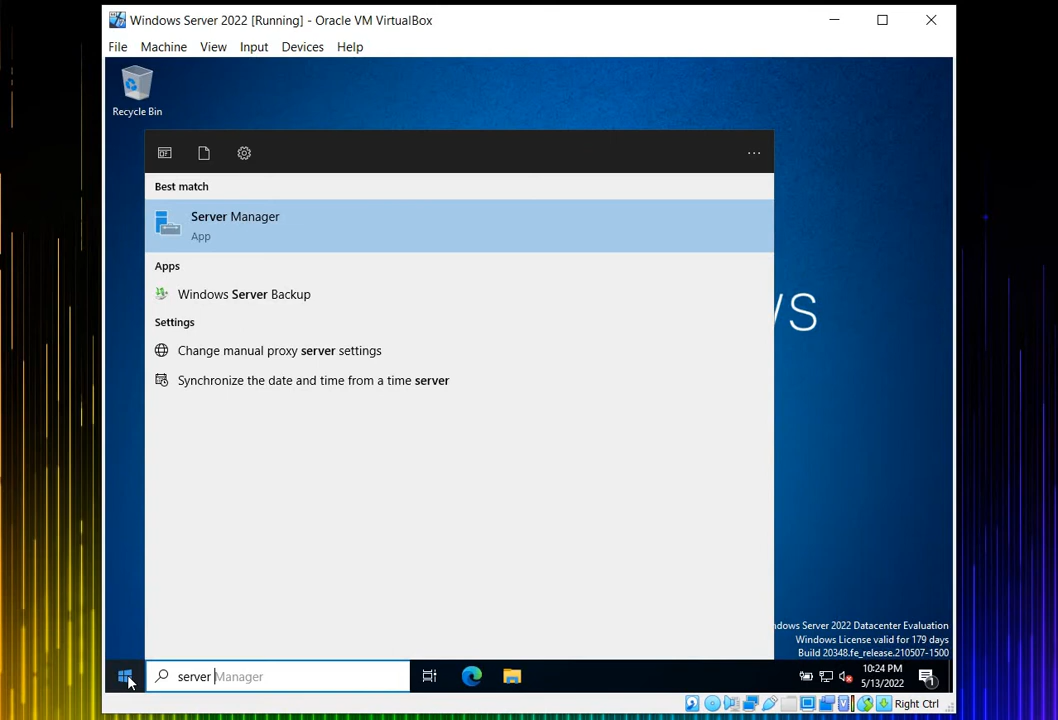 Windows Server 2022 [Running] - Oracle VM VirtualBox
File Machine View Input Devices Help
Recycle Bin
Best match
Server Manager
App
Apps
Windows Server Backup
Settings
Change manual proxy server settings
Synchronize the date and time from a time server
WS
dows Server 2022 Datacenter Evaluation
Windows License valid for 179 days
Build 20348.fe_release.210507-1500
server Manager
10:24 PM
5/13/2022
1
Right Ctrl